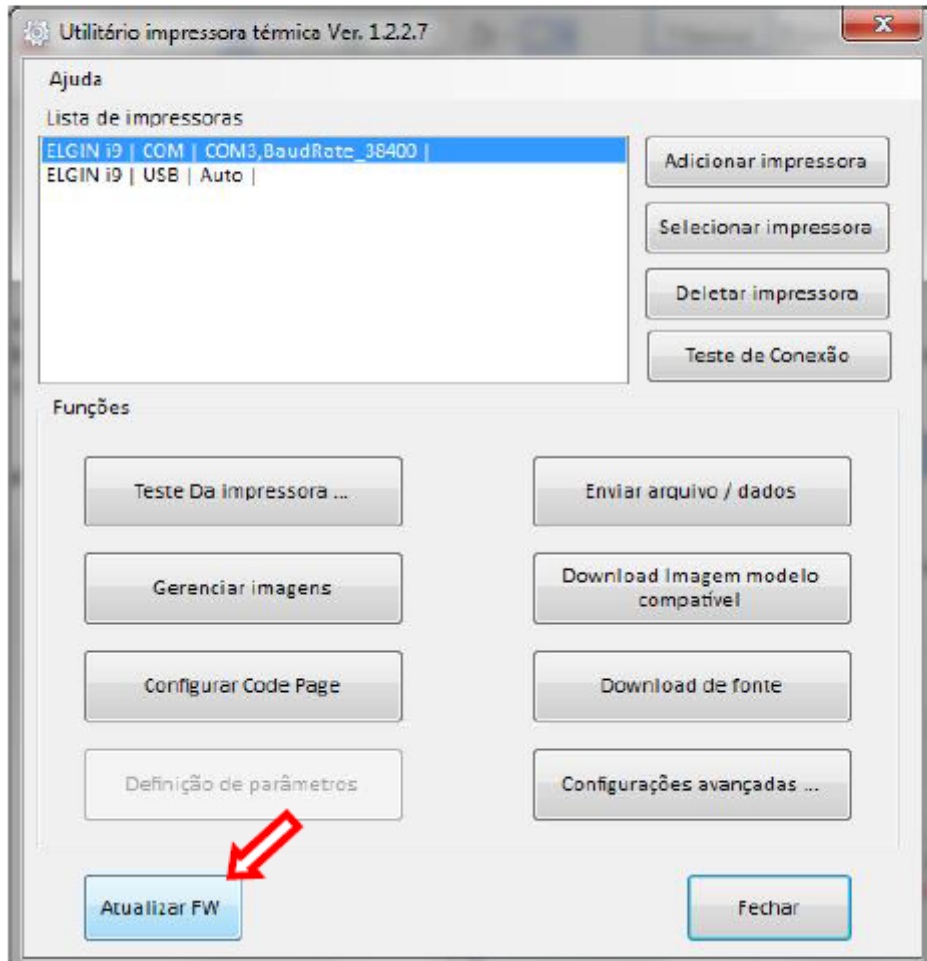 Utilitário impressora térmica Ver. 1.2.2.7
Ajuda
Lista de impressoras
ELGIN i9 | COM | COM3,BaudRate_38400 |
ELGIN i9 | USB | Auto |
Adicionar impressora
Selecionar impressora
Deletar impressora
Teste de Conexão
Funções
Teste Da impressora ...
Enviar arquivo / dados
Gerenciar imagens
Download Imagem modelo
compatível
Configurar Code Page
Download de fonte
Definição de parâmetros
Configurações avançadas ...
Atualizar FW
Fechar